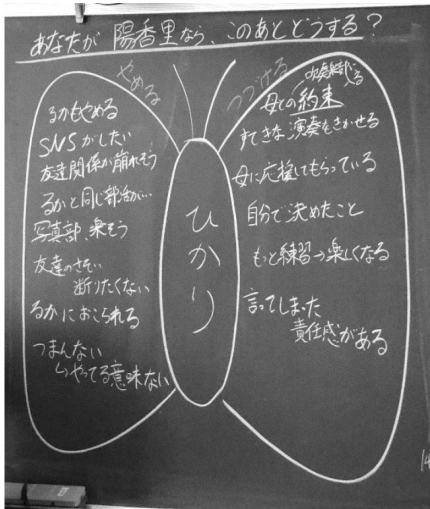 あなたが 陽香里なら、このあとどうする?
やめる
るかもやめる
SNSがしたい
友達関係が崩れそう
るかと同じ部活が…
写真部、楽そう
友達のさそい
断りたくない
るかにおこられる
つまんない
↳やってる意味ない
ひかり
つづける
母との約束
すてきな演奏をきかせる
母に応援してもらっている
自分で決めたこと
もっと練習→楽しくなる
言ってしまった
責任感がある